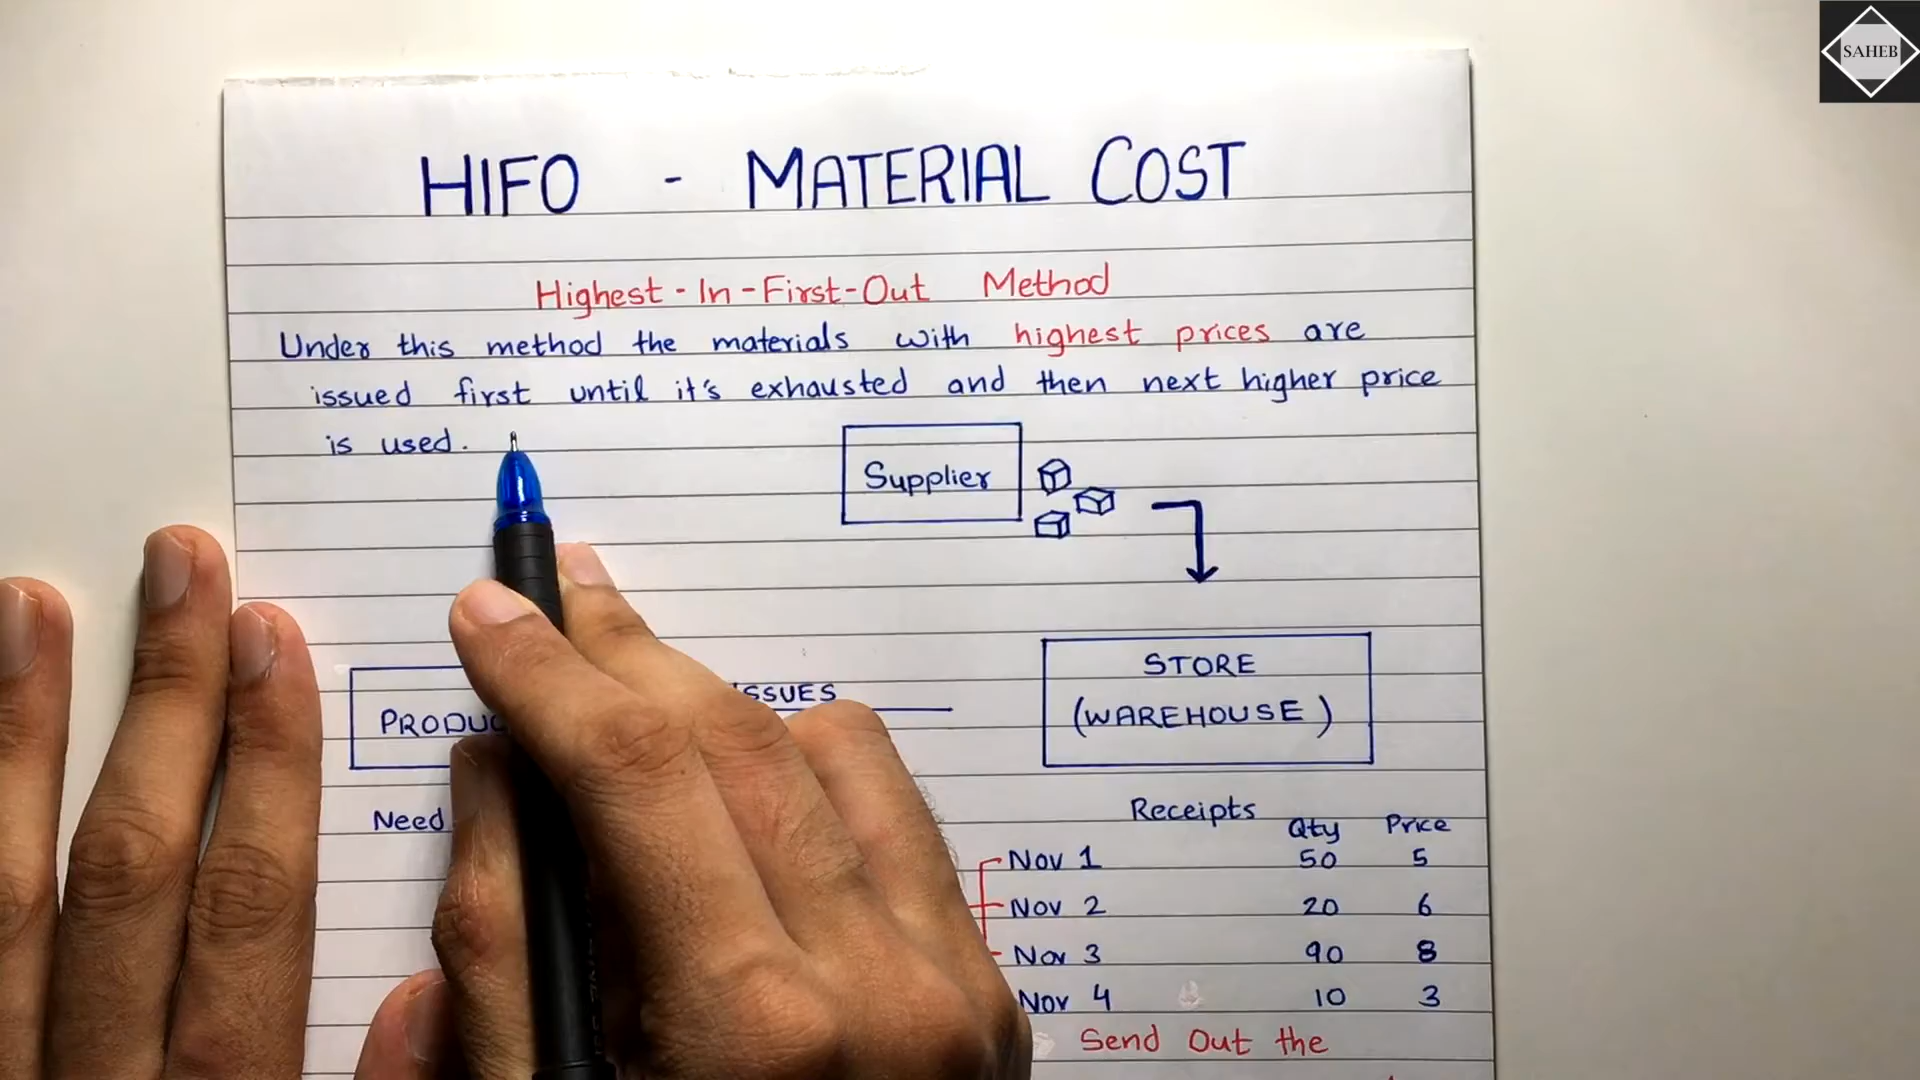 SAHEB
HIFO - MATERIAL COST
Highest-In-First-Out Method
Under this method the materials with highest prices are
issued first until it's exhausted and then next higher price
is used.
Supplier
STORE
(WAREHOUSE)
Need
Receipts Qty Price
Nov 1 50 5
Nov 2 20 6
Nov 3 90 8
Nov 4 10 3
Send Out the